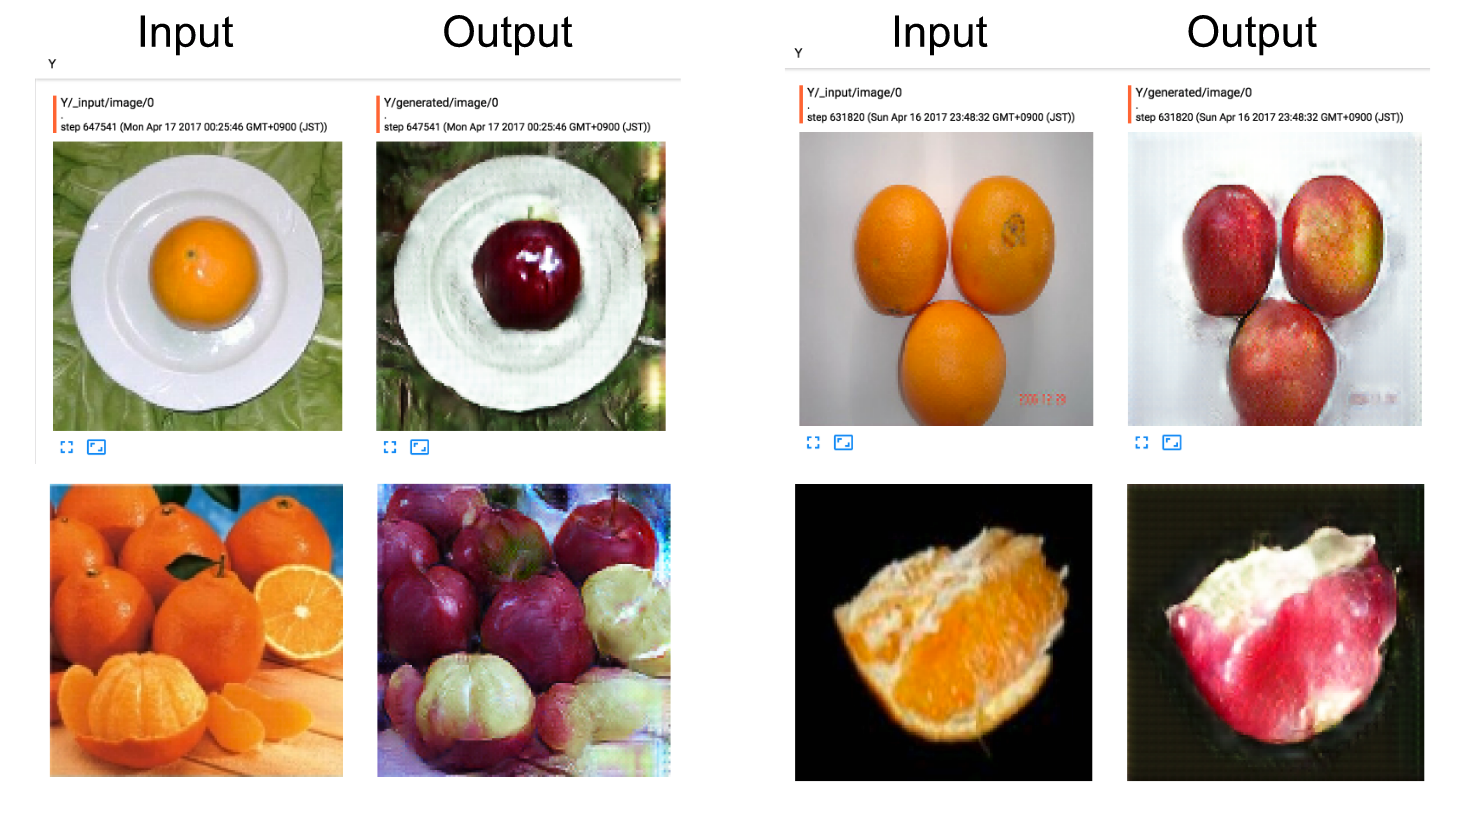 Input
Output
Input
Output
Y
Y
Y/_input/image/0
.
step 647541 (Mon Apr 17 2017 00:25:46 GMT+0900 (JST))
Y/generated/image/0
.
step 647541 (Mon Apr 17 2017 00:25:46 GMT+0900 (JST))
Y/_input/image/0
.
step 631820 (Sun Apr 16 2017 23:48:32 GMT+0900 (JST))
Y/generated/image/0
.
step 631820 (Sun Apr 16 2017 23:48:32 GMT+0900 (JST))